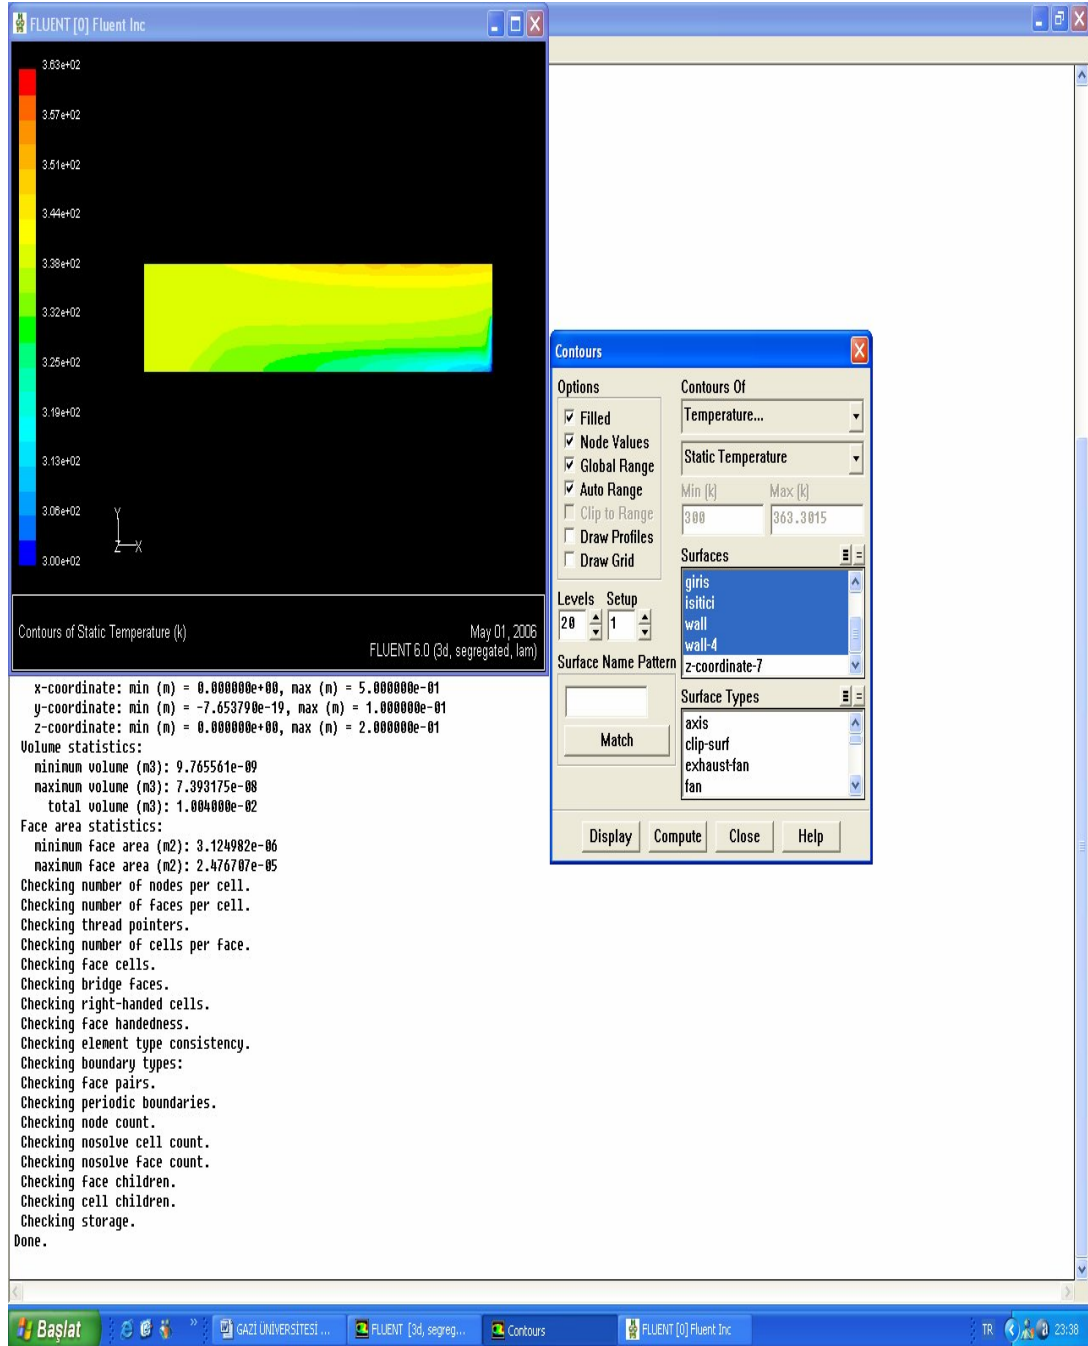 FLUENT [0] Fluent Inc
3.63e+02
3.57e+02
3.51e+02
3.44e+02
3.38e+02
3.32e+02
3.25e+02
3.19e+02
3.13e+02
3.06e+02
3.00e+02
Y
Z X
Contours of Static Temperature (k)
May 01, 2006
FLUENT 6.0 (3d, segregated, lam)
Contours
Options
Filled
Node Values
Global Range
Auto Range
Clip to Range
Draw Profiles
Draw Grid
Levels Setup
20 1
Surface Name Pattern
Match
Contours Of
Temperature...
Static Temperature
Min (k) Max (k)
300 363.3015
Surfaces
giris
isitici
wall
wall-4
z-coordinate-7
Surface Types
axis
clip-surf
exhaust-fan
fan
Display Compute Close Help
x-coordinate: min (m) = 0.000000e+00, max (m) = 5.000000e-01
y-coordinate: min (m) = -7.653790e-19, max (m) = 1.000000e-01
z-coordinate: min (m) = 0.000000e+00, max (m) = 2.000000e-01
Volume statistics:
minimum volume (m3): 9.765561e-09
maximum volume (m3): 7.393175e-08
total volume (m3): 1.004000e-02
Face area statistics:
minimum face area (m2): 3.124982e-06
maximum face area (m2): 2.476707e-05
Checking number of nodes per cell.
Checking number of faces per cell.
Checking thread pointers.
Checking number of cells per face.
Checking face cells.
Checking bridge faces.
Checking right-handed cells.
Checking face handedness.
Checking element type consistency.
Checking boundary types:
Checking face pairs.
Checking periodic boundaries.
Checking node count.
Checking nosolve cell count.
Checking nosolve face count.
Checking face children.
Checking cell children.
Checking storage.
Done.
Başlat
GAZİ ÜNİVERSİTESİ ...
FLUENT [3d, segreg...
Contours
FLUENT [0] Fluent Inc
TR
23:38